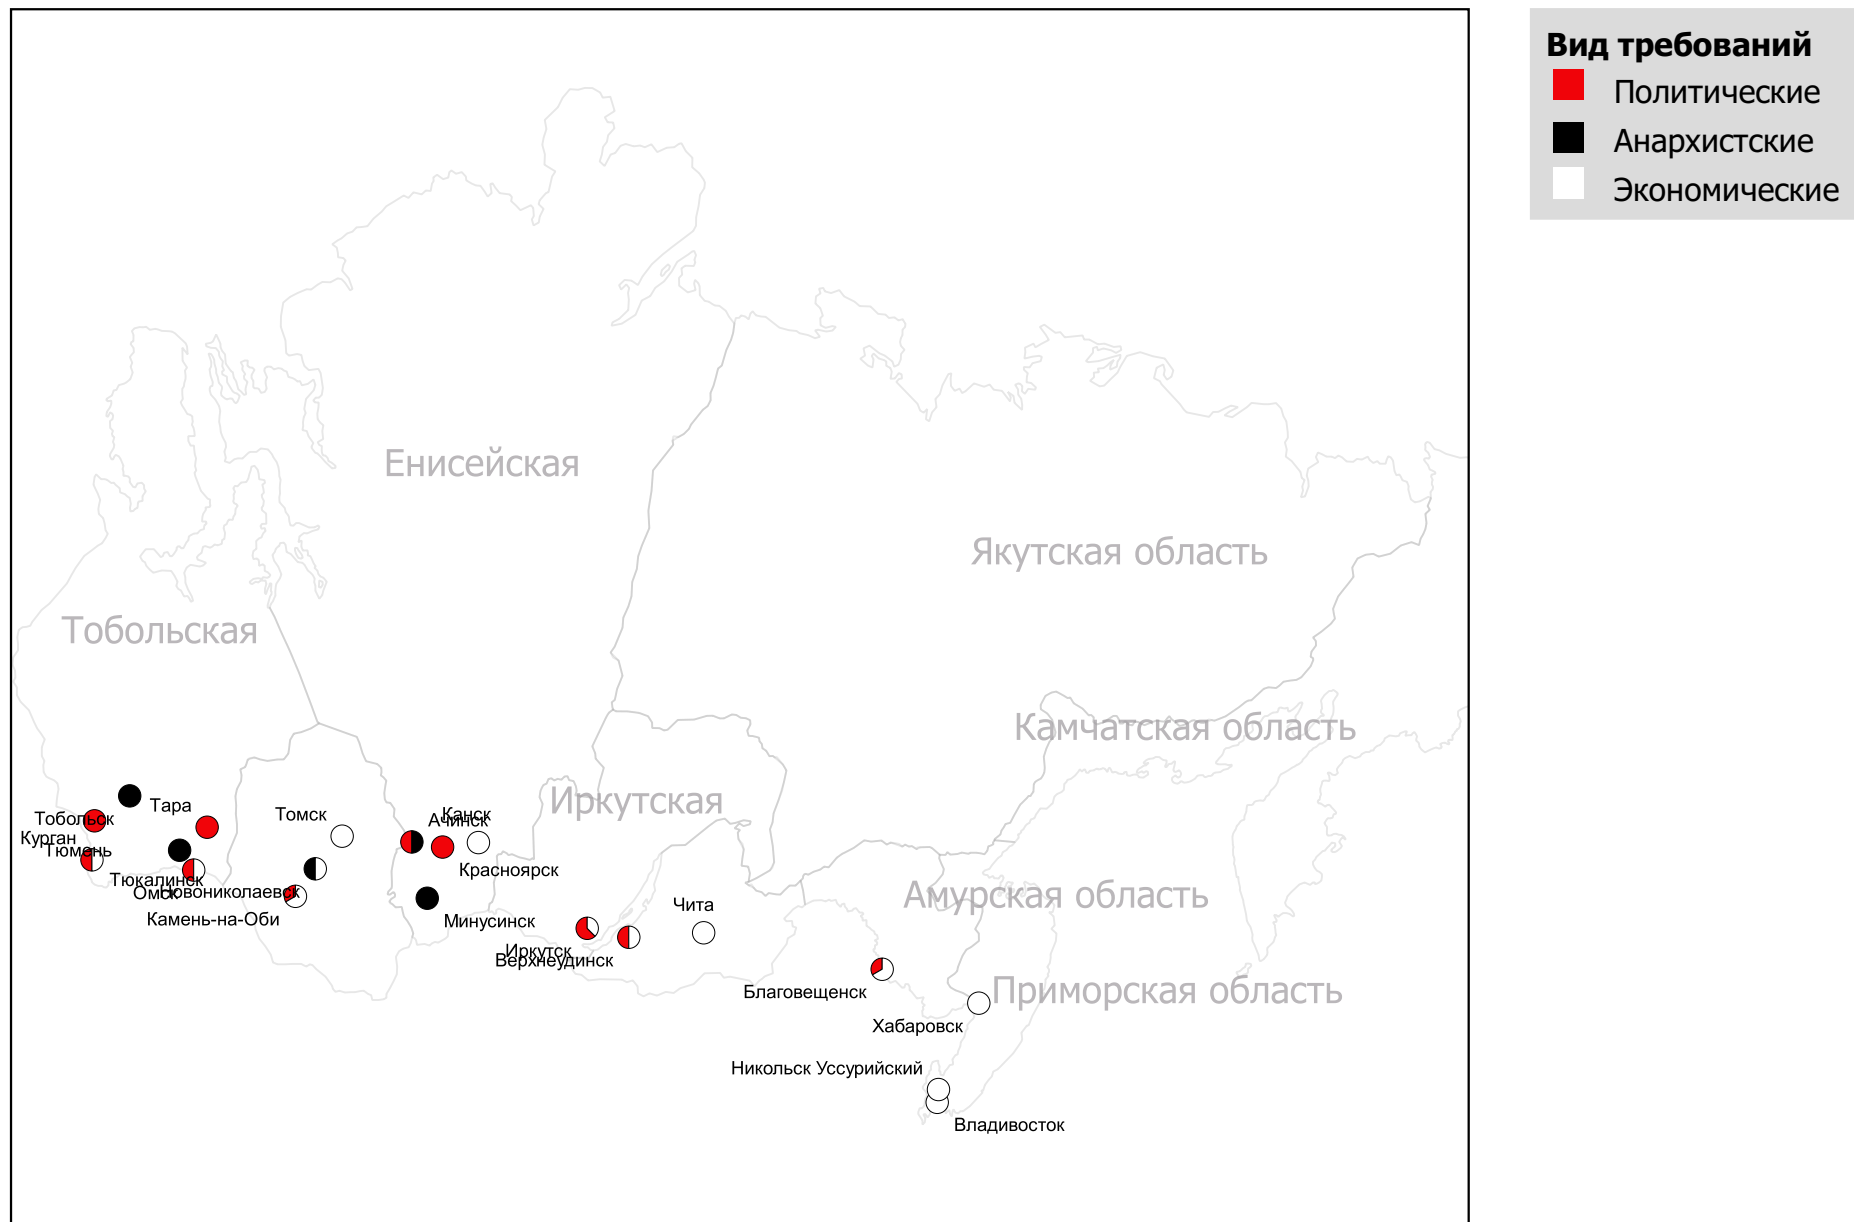 Вид требований
Политические
Анархистские
Экономические
Енисейская
Якутская область
Тобольская
Камчатская область
Иркутская
Амурская область
Приморская область
Тара
Тобольск
Курган
Тюмень
Тюкалинск
Омск
Новониколаевск
Камень-на-Оби
Томск
Канск
Ачинск
Красноярск
Минусинск
Иркутск
Верхнеудинск
Чита
Благовещенск
Хабаровск
Никольск Уссурийский
Владивосток